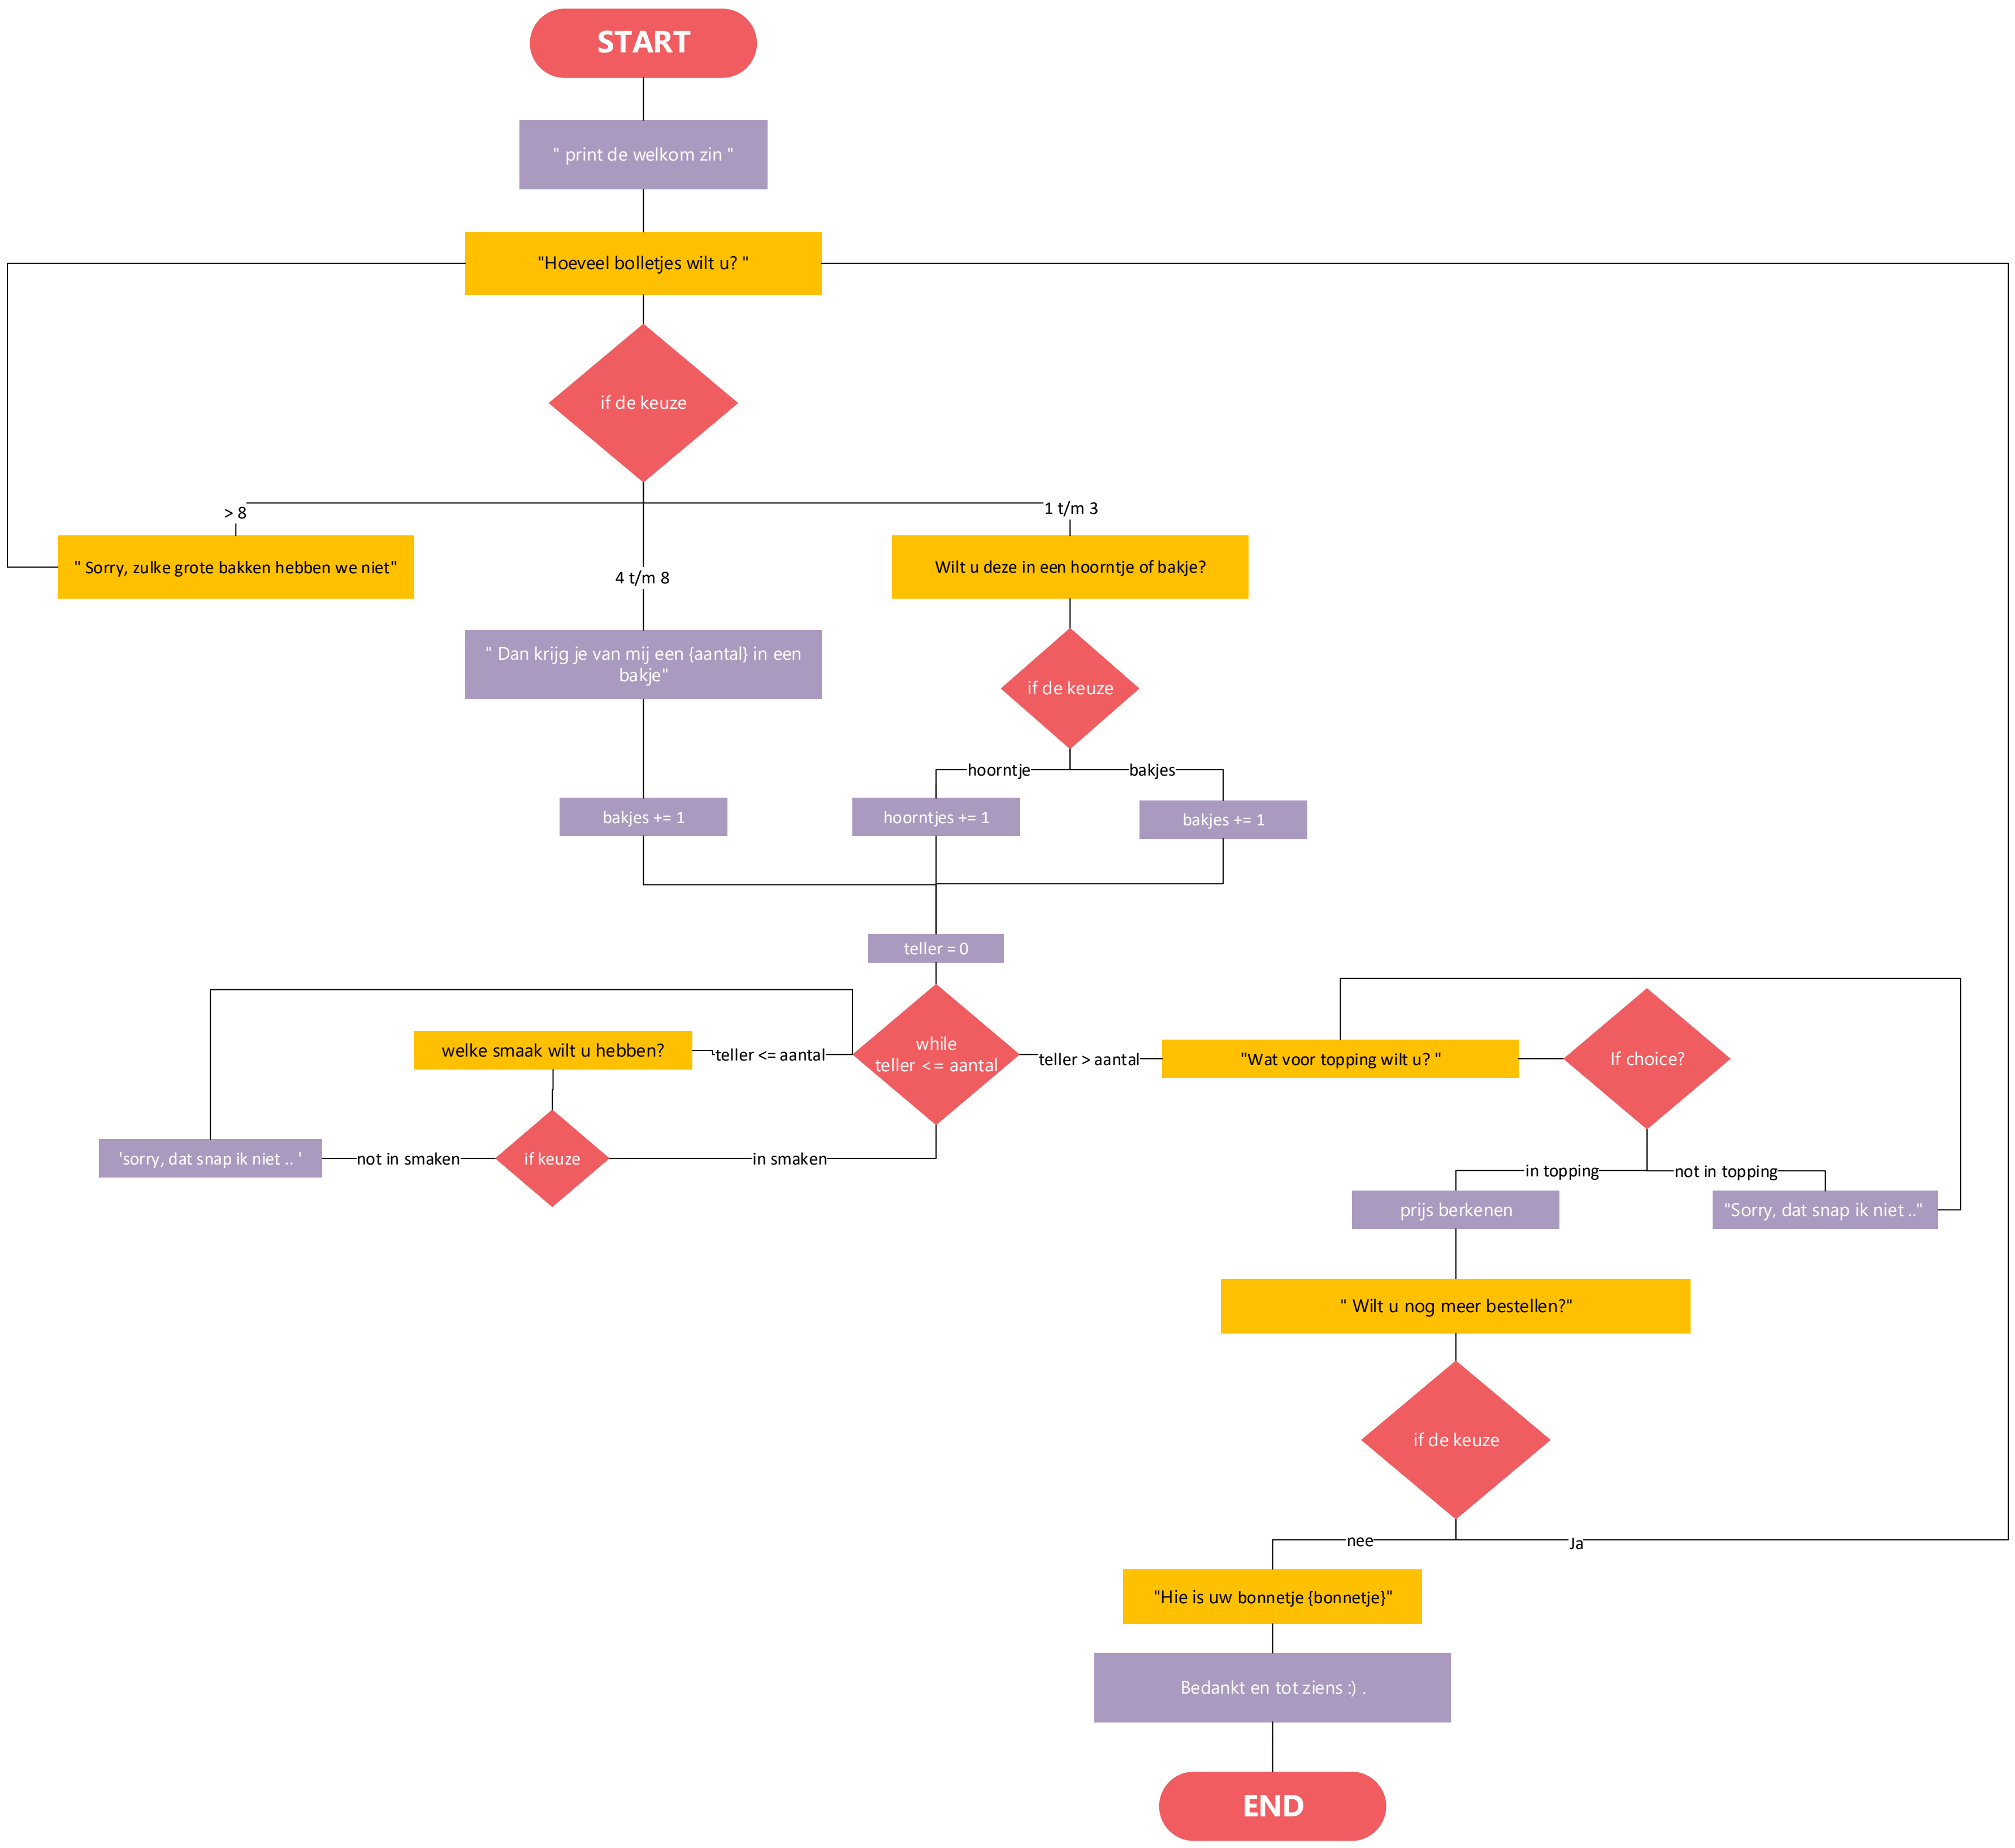 START
" print de welkom zin "
"Hoeveel bolletjes wilt u? "
if de keuze
> 8
1 t/m 3
" Sorry, zulke grote bakken hebben we niet"
4 t/m 8
Wilt u deze in een hoorntje of bakje?
" Dan krijg je van mij een {aantal} in een
bakje"
if de keuze
hoorntje
bakjes
bakjes += 1
hoorntjes += 1
bakjes += 1
teller = 0
welke smaak wilt u hebben?
teller <= aantal
while
teller <= aantal
teller > aantal
"Wat voor topping wilt u? "
If choice?
'sorry, dat snap ik niet .. '
not in smaken
if keuze
in smaken
in topping
not in topping
prijs berkenen
"Sorry, dat snap ik niet .."
" Wilt u nog meer bestellen?"
if de keuze
nee
Ja
"Hie is uw bonnetje {bonnetje}"
Bedankt en tot ziens :) .
END